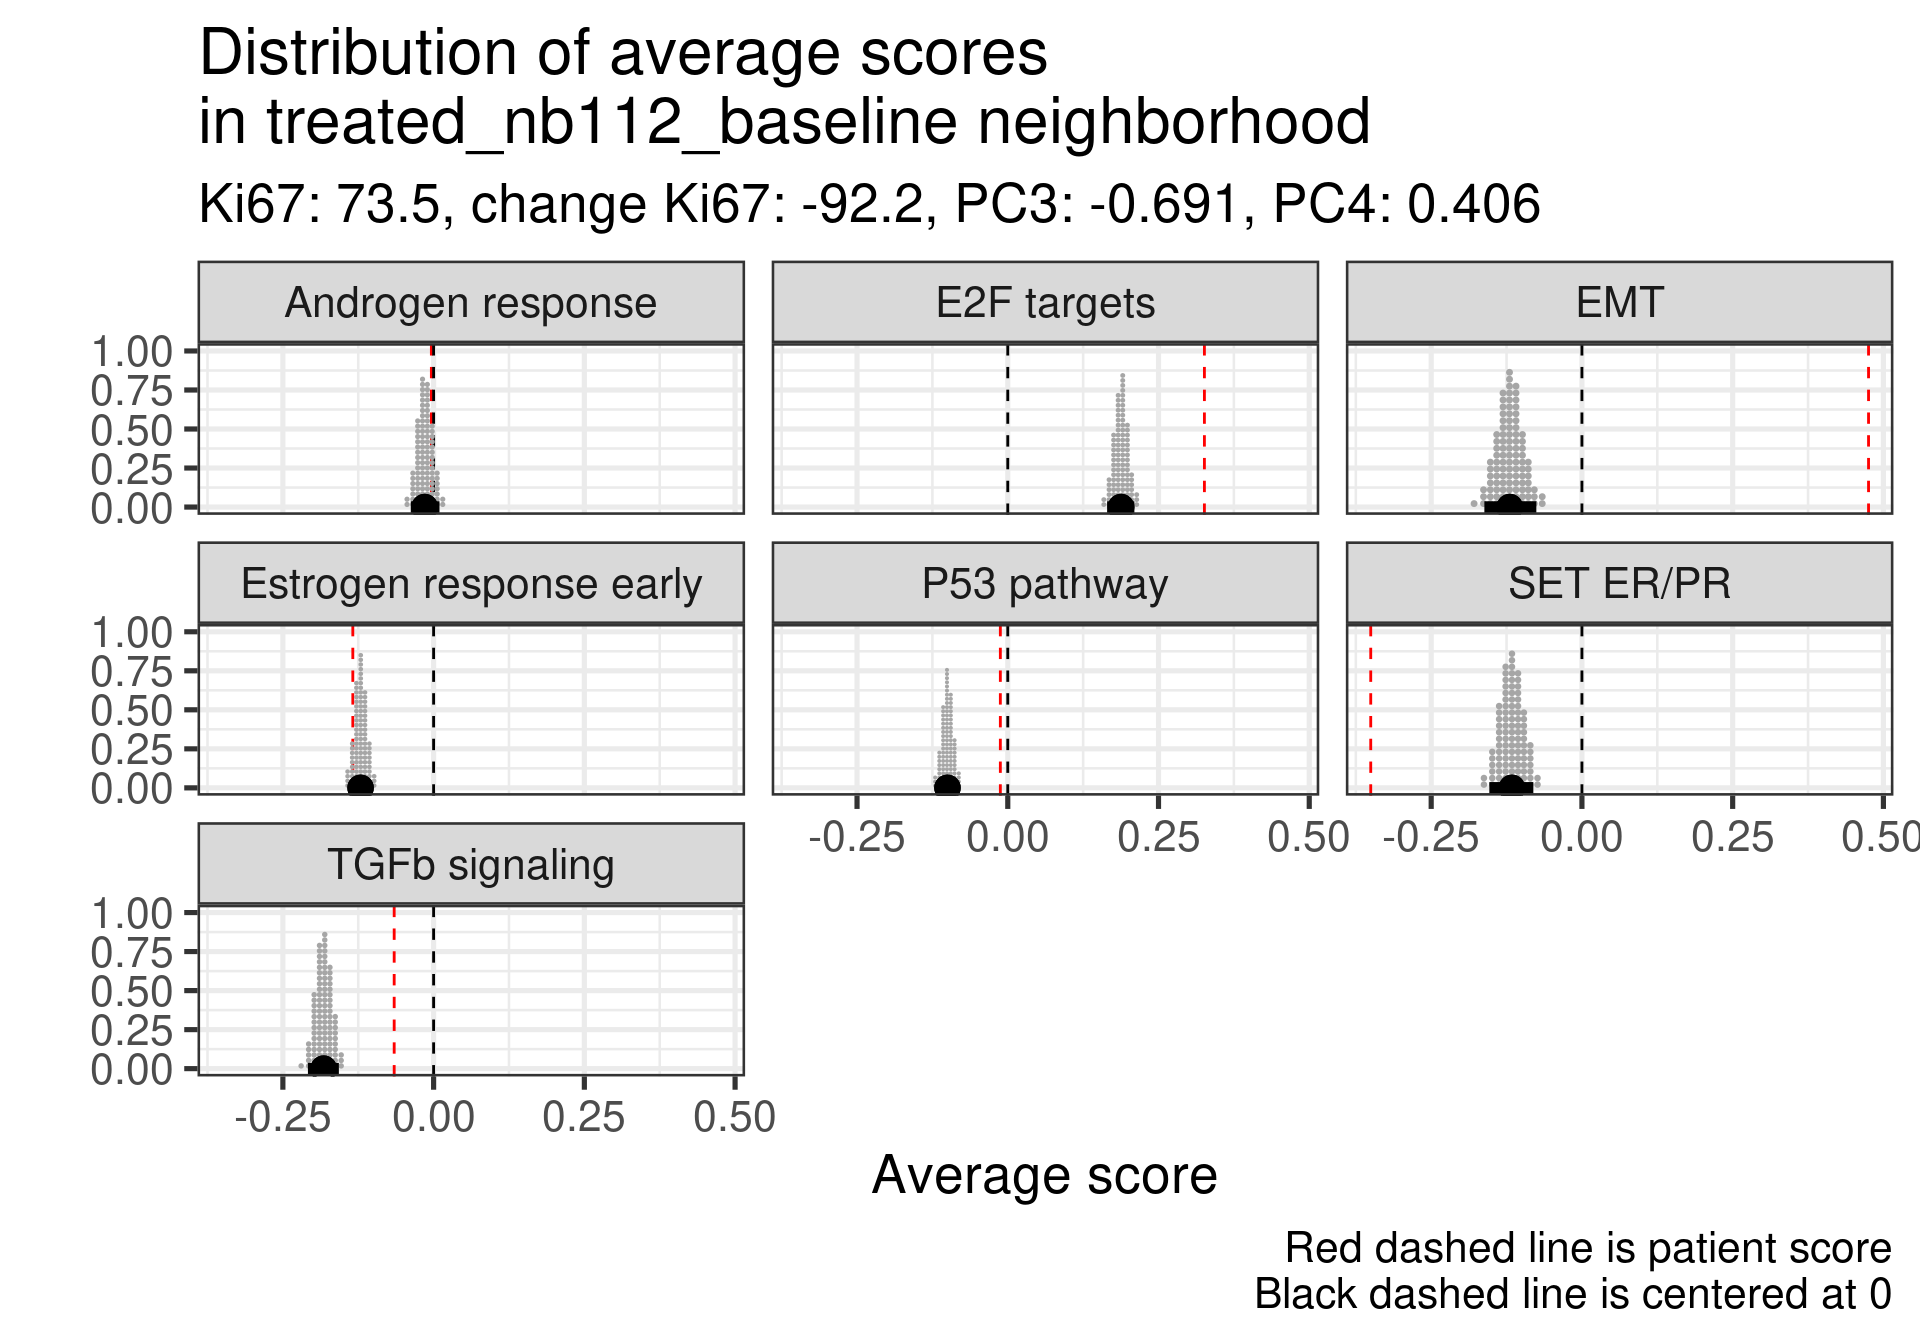 Distribution of average scores
in treated_nb112_baseline neighborhood
Ki67: 73.5, change Ki67: -92.2, PC3: -0.691, PC4: 0.406
Androgen response
E2F targets
EMT
1.00
0.75
0.50
0.25
0.00
Estrogen response early
P53 pathway
SET ER/PR
1.00
0.75
0.50
0.25
0.00
-0.25 0.00 0.25 0.50
-0.25 0.00 0.25 0.50
TGFb signaling
1.00
0.75
0.50
0.25
0.00
-0.25 0.00 0.25 0.50
Average score
Red dashed line is patient score
Black dashed line is centered at 0